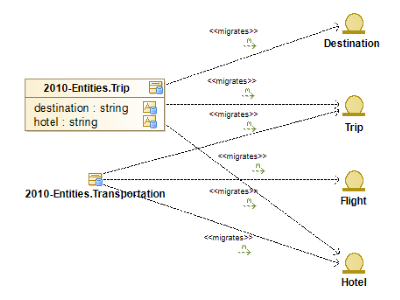 <<migrates>>
Destination
2010-Entities.Trip
<<migrates>>
destination : string
hotel : string
<<migrates>>
Trip
<<migrates>>
2010-Entities.Transportation
<<migrates>>
Flight
<<migrates>>
Hotel